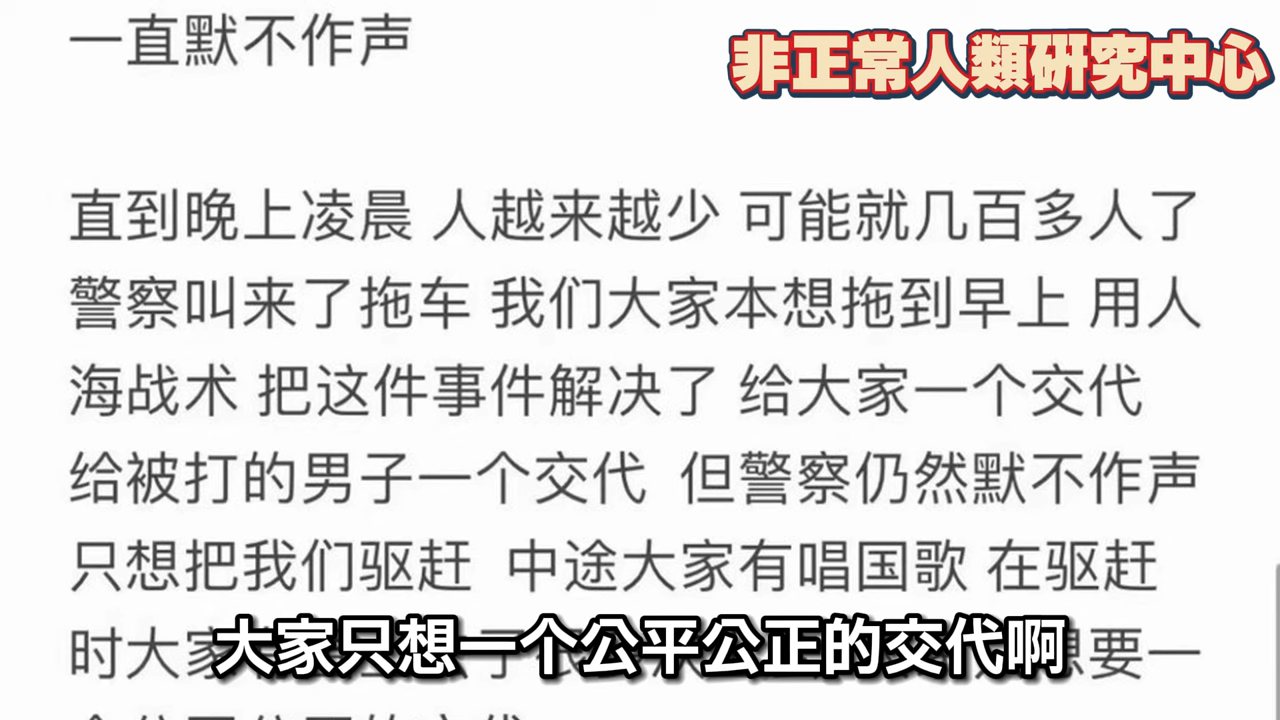 一直默不作声
非正常人類研究中心
直到晚上凌晨 人越来越少 可能就几百多人了
警察叫来了拖车 我们大家本想拖到早上 用人
海战术 把这件事件解决了 给大家一个交代
给被打的男子一个交代 但警察仍然默不作声
只想把我们驱赶 中途大家有唱国歌 在驱赶
时大家
想要一
大家只想一个公平公正的交代啊